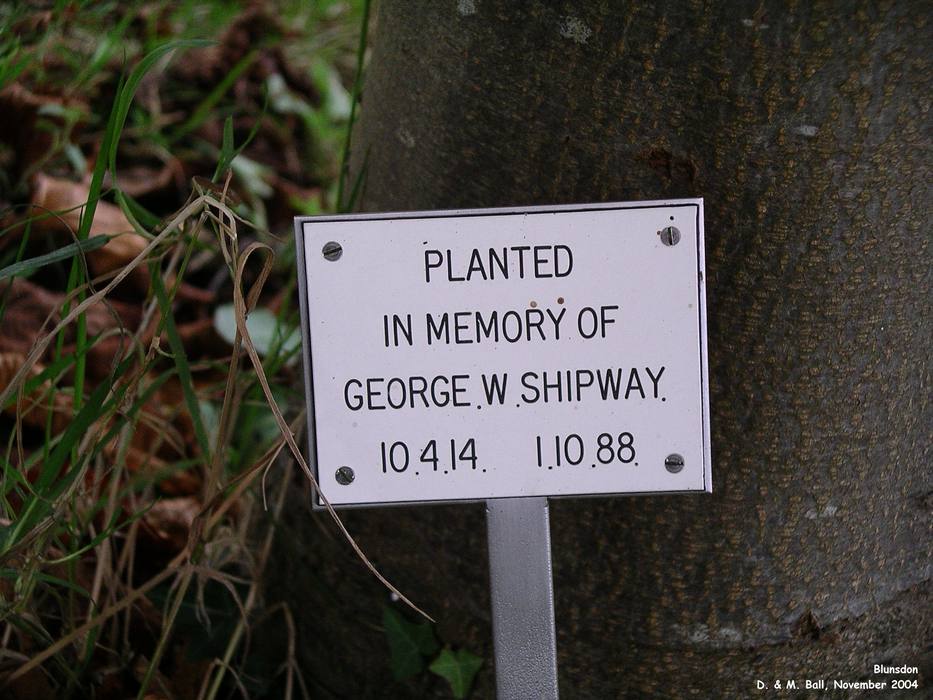 PLANTED
IN MEMORY OF
GEORGE.W.SHIPWAY.
10.4.14. 1.10.88.
Blunsdon
D. & M. Ball, November 2004